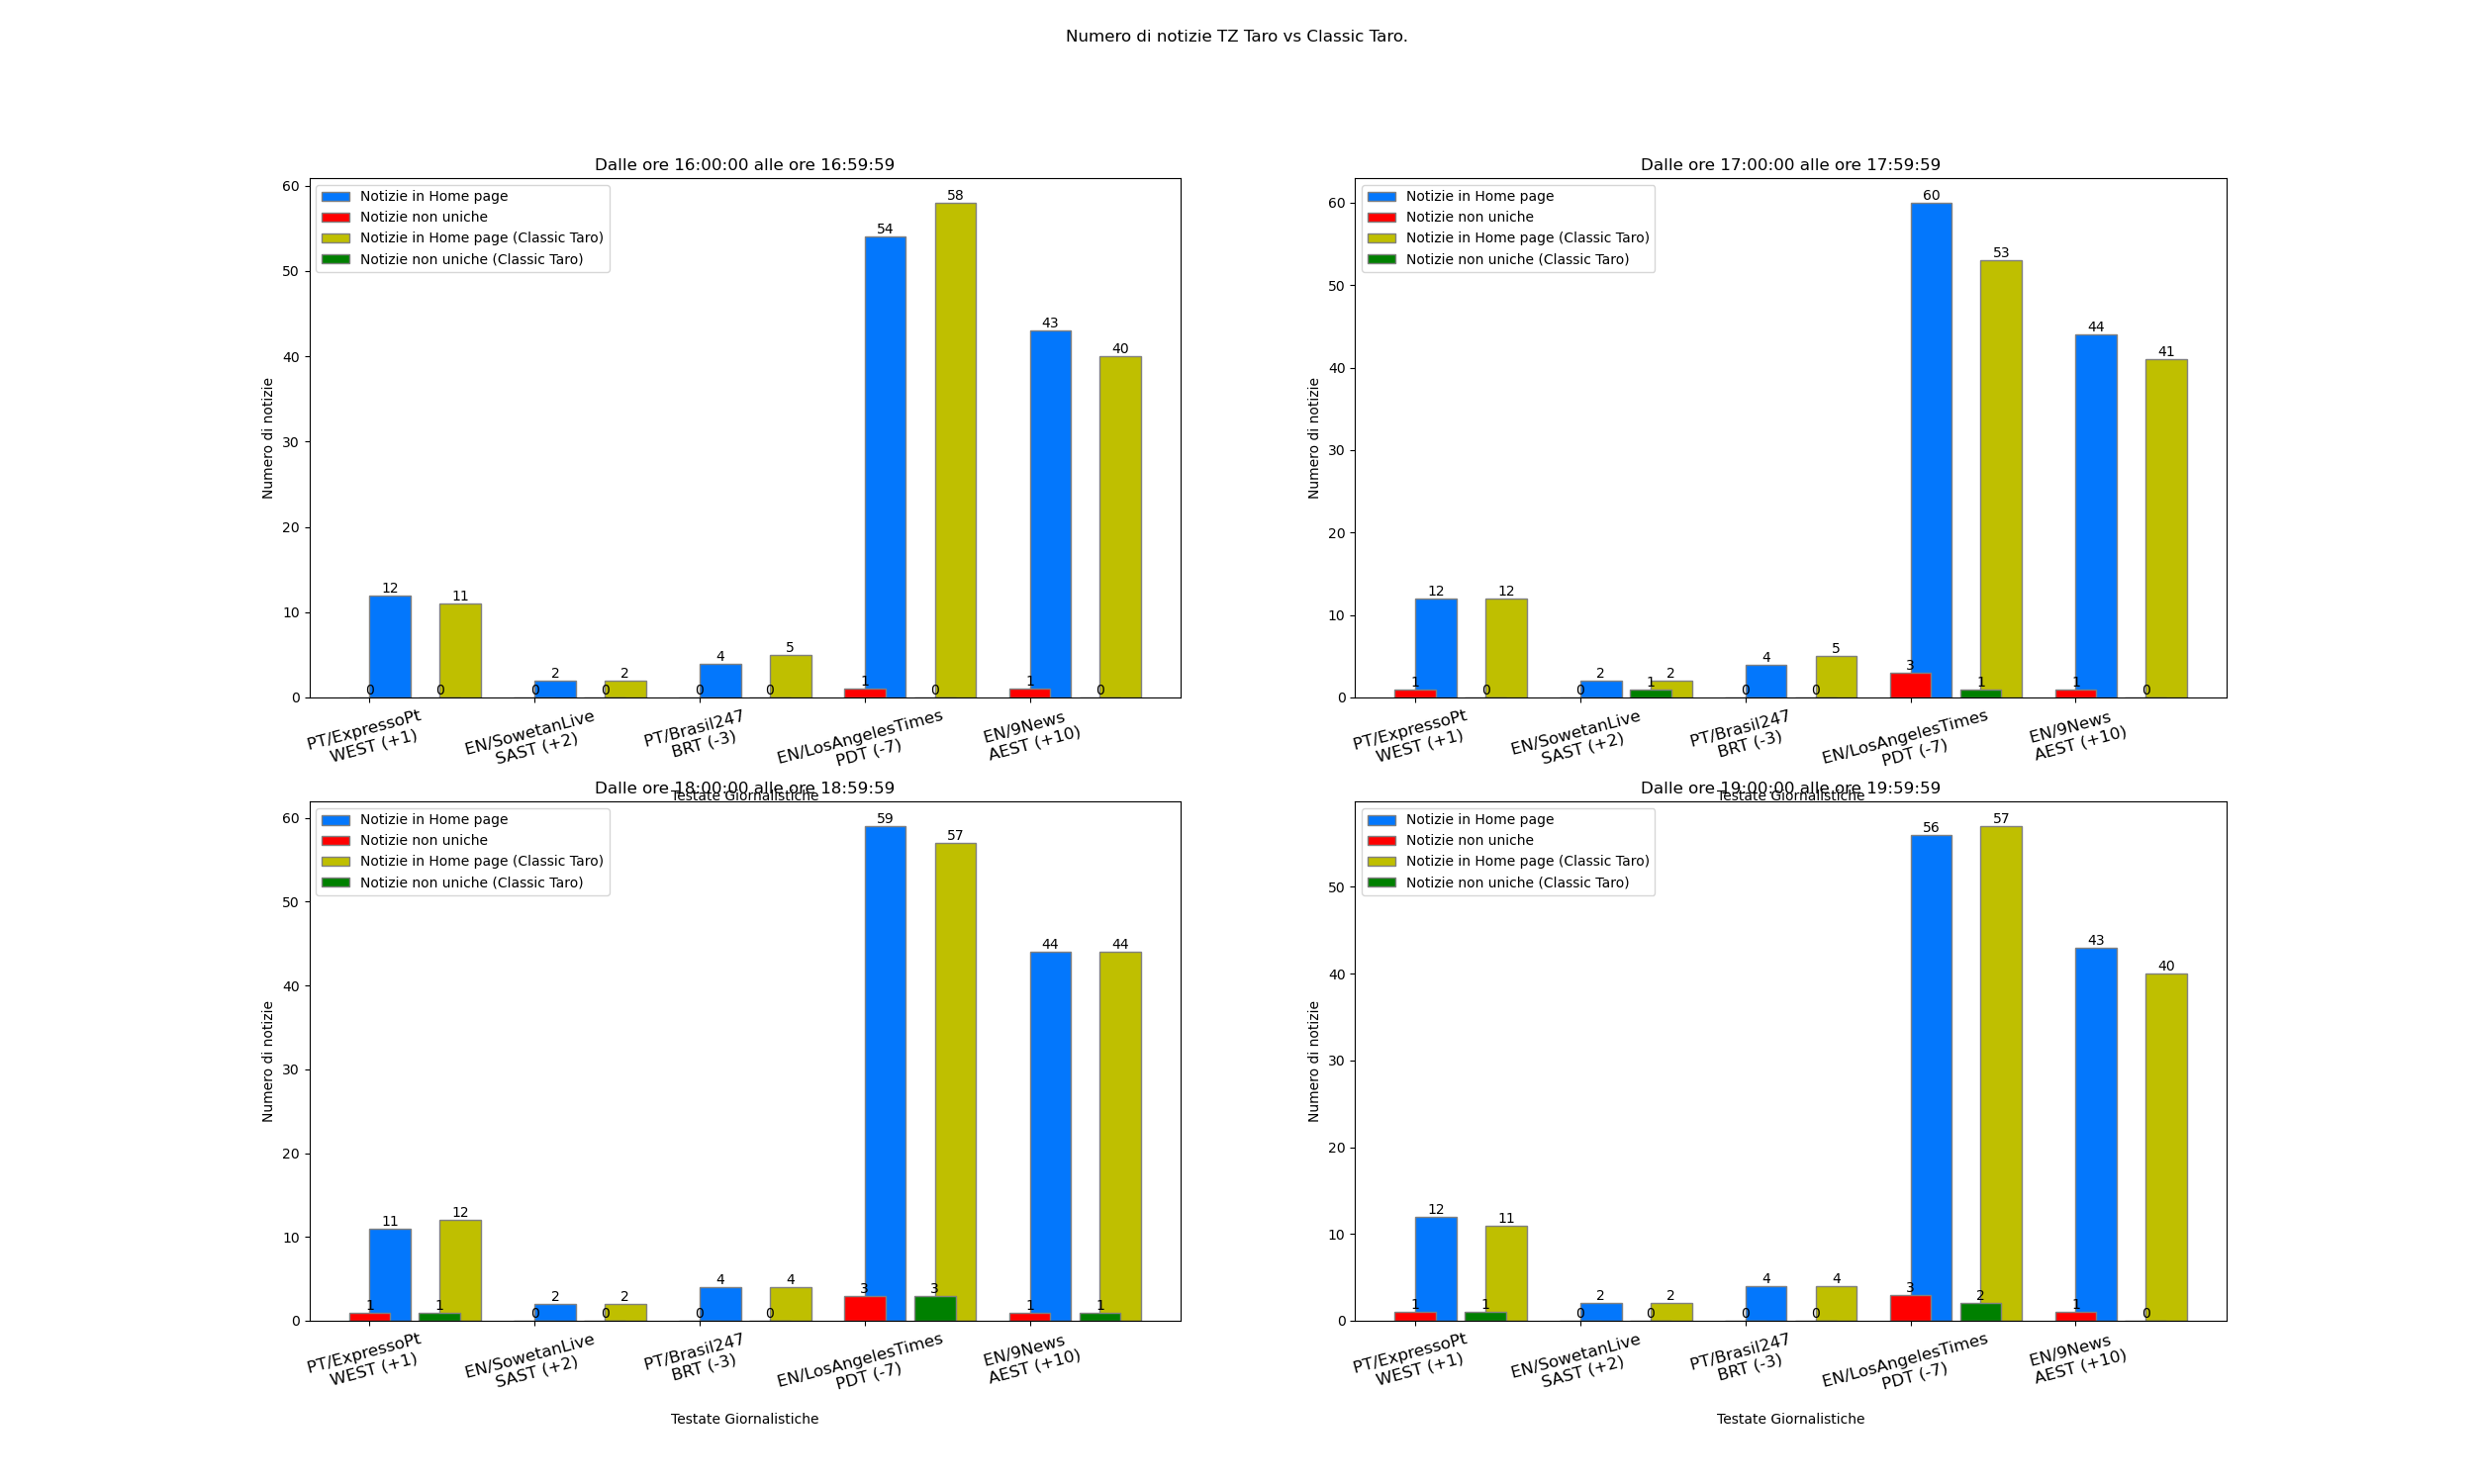 Numero di notizie TZ Taro vs Classic Taro.
Dalle ore 16:00:00 alle ore 16:59:59
Notizie in Home page
Notizie non uniche
Notizie in Home page (Classic Taro)
Notizie non uniche (Classic Taro)
Numero di notizie
60
50
40
30
20
10
0
12
11
0
0
2
2
0
0
4
5
0
0
54
58
1
0
43
40
1
0
PT/ExpressoPt
WEST (+1)
EN/SowetanLive
SAST (+2)
PT/Brasil247
BRT (-3)
EN/LosAngelesTimes
PDT (-7)
EN/9News
AEST (+10)
Testate Giornalistiche
Dalle ore 17:00:00 alle ore 17:59:59
Notizie in Home page
Notizie non uniche
Notizie in Home page (Classic Taro)
Notizie non uniche (Classic Taro)
Numero di notizie
60
50
40
30
20
10
0
12
12
1
0
2
2
0
1
4
5
0
0
60
53
3
1
44
41
1
0
PT/ExpressoPt
WEST (+1)
EN/SowetanLive
SAST (+2)
PT/Brasil247
BRT (-3)
EN/LosAngelesTimes
PDT (-7)
EN/9News
AEST (+10)
Testate Giornalistiche
Dalle ore 18:00:00 alle ore 18:59:59
Notizie in Home page
Notizie non uniche
Notizie in Home page (Classic Taro)
Notizie non uniche (Classic Taro)
Numero di notizie
60
50
40
30
20
10
0
11
12
1
1
2
2
0
0
4
4
0
0
59
57
3
3
44
44
1
1
PT/ExpressoPt
WEST (+1)
EN/SowetanLive
SAST (+2)
PT/Brasil247
BRT (-3)
EN/LosAngelesTimes
PDT (-7)
EN/9News
AEST (+10)
Testate Giornalistiche
Dalle ore 19:00:00 alle ore 19:59:59
Notizie in Home page
Notizie non uniche
Notizie in Home page (Classic Taro)
Notizie non uniche (Classic Taro)
Numero di notizie
50
40
30
20
10
0
12
11
1
1
2
2
0
0
4
4
0
0
56
57
3
2
43
40
1
0
PT/ExpressoPt
WEST (+1)
EN/SowetanLive
SAST (+2)
PT/Brasil247
BRT (-3)
EN/LosAngelesTimes
PDT (-7)
EN/9News
AEST (+10)
Testate Giornalistiche